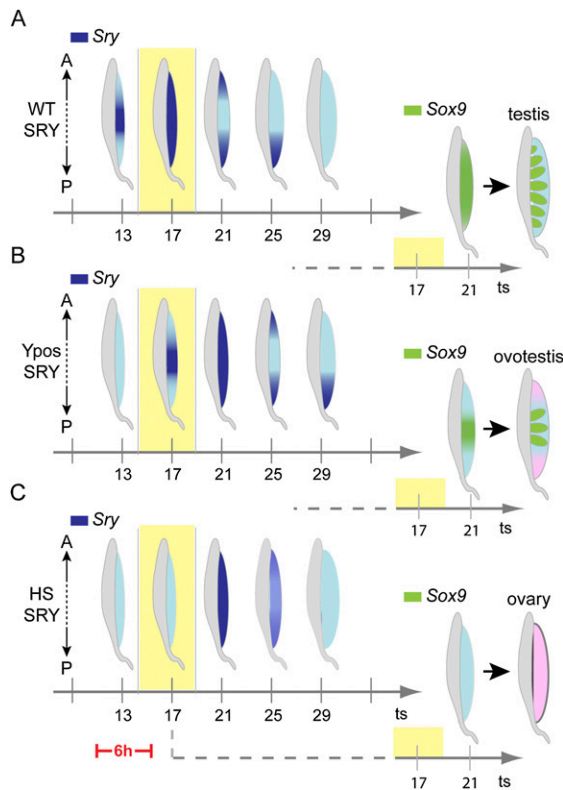 A
Sry
A
WT
SRY
P
13 17 21 25 29
Sox9
testis
17 21 ts
B
Sry
A
Ypos
SRY
P
13 17 21 25 29
Sox9
ovotestis
17 21 ts
C
Sry
A
HS
SRY
P
13 17 21 25 29 ts
6h
Sox9
ovary
17 21 ts